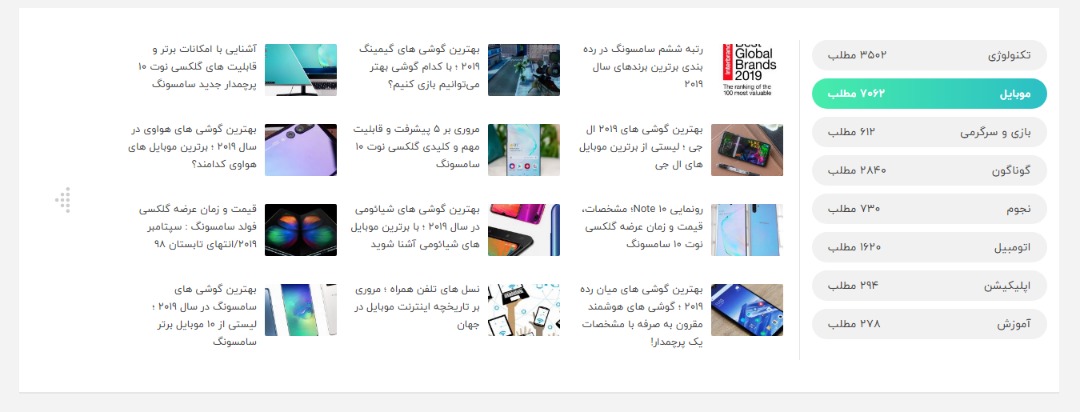 تکنولوژی ۳۵۰۲ مطلب
موبایل ۷۰۶۲ مطلب
بازی و سرگرمی ۶۱۲ مطلب
گوناگون ۲۸۴۰ مطلب
نجوم ۷۳۰ مطلب
اتومبیل ۱۶۲۰ مطلب
اپلیکیشن ۲۹۴ مطلب
آموزش ۲۷۸ مطلب
Best
Global
Brands
2019
The ranking of the
100 most valuable
Interbrand
رتبه ششم سامسونگ در رده
بندی برترین برندهای سال
۲۰۱۹
بهترین گوشی های گیمینگ
۲۰۱۹ ؛ با کدام گوشی بهتر
می‌توانیم بازی کنیم؟
آشنایی با امکانات برتر و
قابلیت های گلکسی نوت ۱۰
پرچمدار جدید سامسونگ
بهترین گوشی های ۲۰۱۹ ال
جی ؛ لیستی از برترین موبایل
های ال جی
مروری بر ۵ پیشرفت و قابلیت
مهم و کلیدی گلکسی نوت ۱۰
سامسونگ
بهترین گوشی های هواوی در
سال ۲۰۱۹ ؛ برترین موبایل های
هواوی کدامند؟
رونمایی Note 10؛ مشخصات،
قیمت و زمان عرضه گلکسی
نوت ۱۰ سامسونگ
بهترین گوشی های شیائومی
در سال ۲۰۱۹ ؛ با برترین موبایل
های شیائومی آشنا شوید
قیمت و زمان عرضه گلکسی
فولد سامسونگ : سپتامبر
۲۰۱۹/انتهای تابستان ۹۸
بهترین گوشی های میان رده
۲۰۱۹ ؛ گوشی های هوشمند
مقرون به صرفه با مشخصات
یک پرچمدار!
نسل های تلفن همراه ؛ مروری
بر تاریخچه اینترنت موبایل در
جهان
بهترین گوشی های
سامسونگ در سال ۲۰۱۹ ؛
لیستی از ۱۰ موبایل برتر
سامسونگ